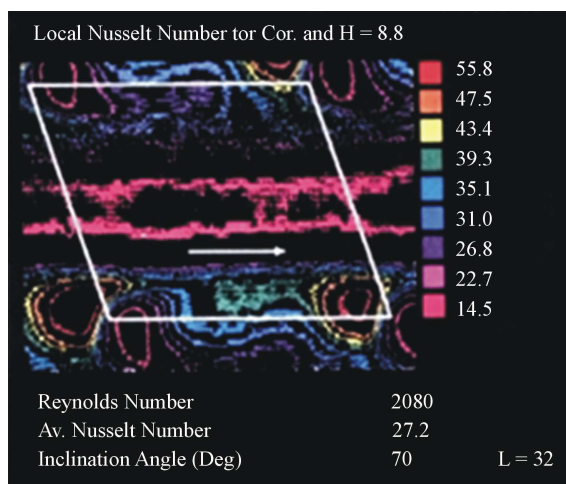 Local Nusselt Number tor Cor. and H = 8.8
55.8
47.5
43.4
39.3
35.1
31.0
26.8
22.7
14.5
Reynolds Number 2080
Av. Nusselt Number 27.2
Inclination Angle (Deg) 70 L = 32